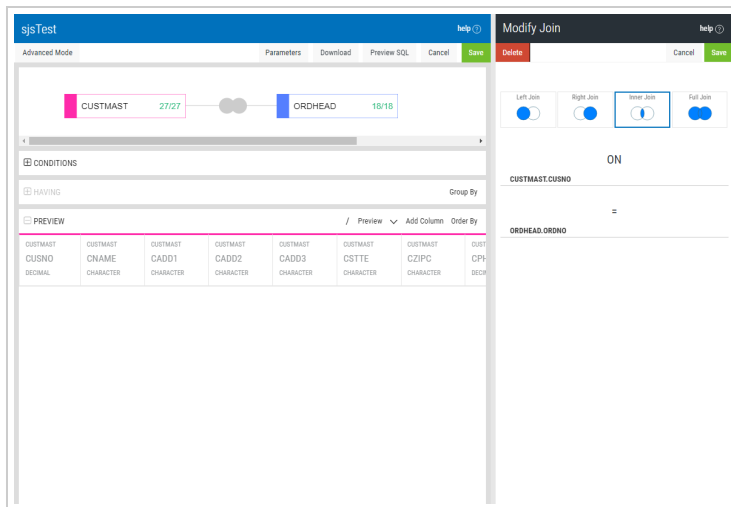 sjsTest help
Advanced Mode Parameters Download Preview SQL Cancel Save
CUSTMAST 27/27 ORDHEAD 18/18
CONDITIONS
HAVING Group By
PREVIEW / Preview Add Column Order By
CUSTMAST CUSTMAST CUSTMAST CUSTMAST CUSTMAST CUSTMAST CUSTMAST CUST
CUSNO CNAME CADD1 CADD2 CADD3 CSTTE CZIPC CPH
DECIMAL CHARACTER CHARACTER CHARACTER CHARACTER CHARACTER CHARACTER DECIM
Modify Join help
Delete Cancel Save
Left Join Right Join Inner Join Full Join
ON
CUSTMAST.CUSNO
=
ORDHEAD.ORDNO